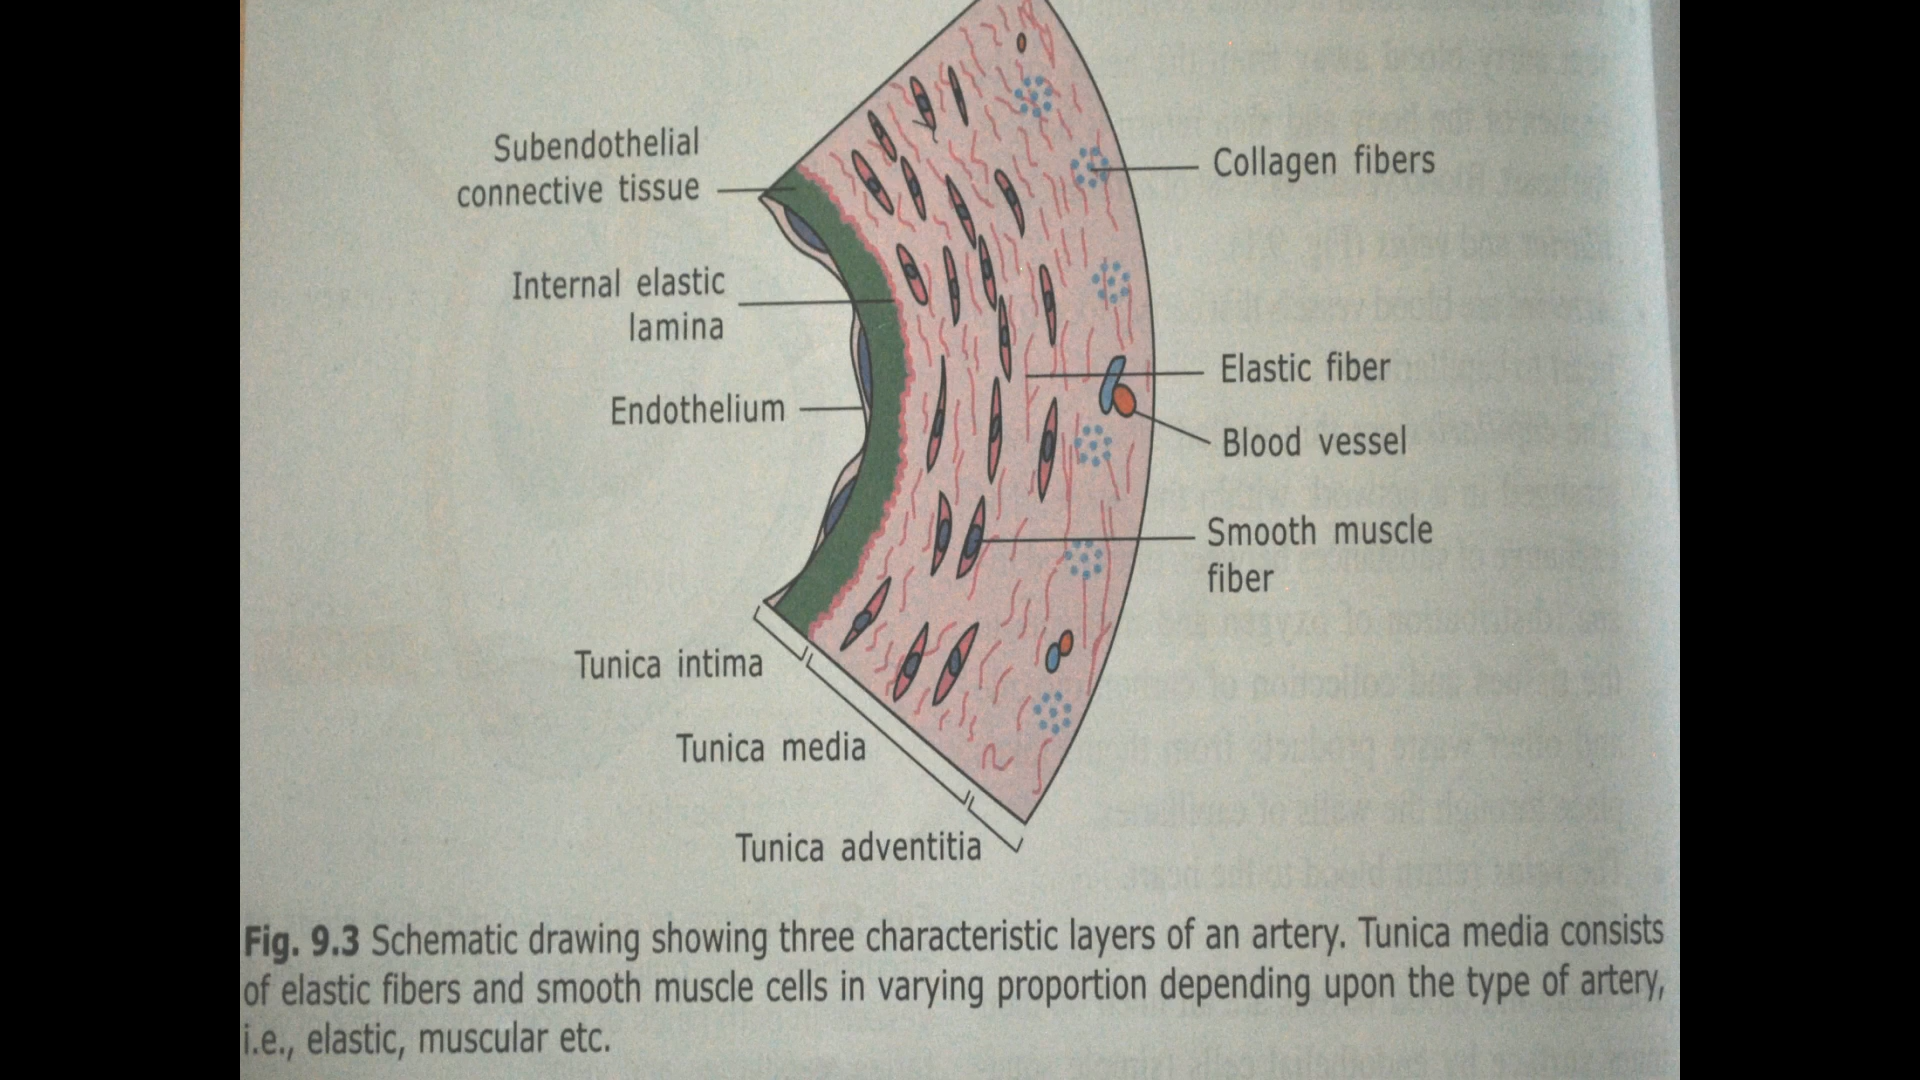 Subendothelial
connective tissue
Collagen fibers
Internal elastic
lamina
Elastic fiber
Endothelium
Blood vessel
Smooth muscle
fiber
Tunica intima
Tunica media
Tunica adventitia
Fig. 9.3 Schematic drawing showing three characteristic layers of an artery. Tunica media consists
of elastic fibers and smooth muscle cells in varying proportion depending upon the type of artery,
i.e., elastic, muscular etc.